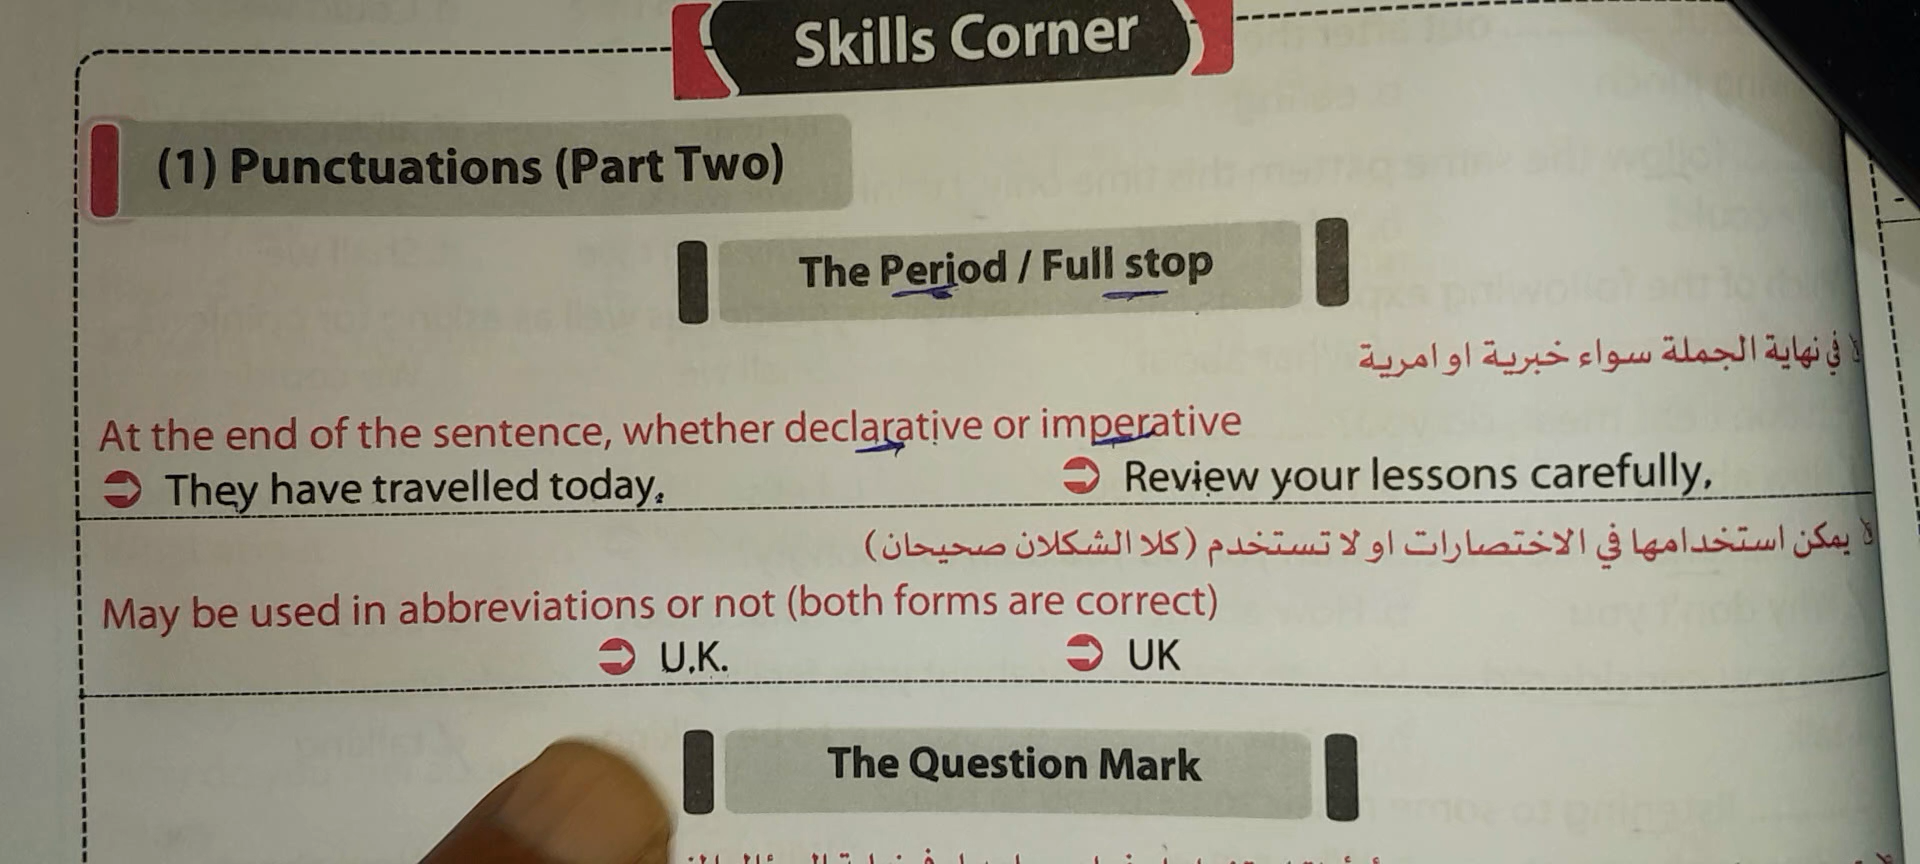 Skills Corner
(1) Punctuations (Part Two)
The Period / Full stop
في نهاية الجملة سواء خبرية او امرية
At the end of the sentence, whether declarative or imperative
They have travelled today.
Review your lessons carefully.
يمكن استخدامها في الاختصارات او لا تستخدم (كلا الشكلان صحيحان)
May be used in abbreviations or not (both forms are correct)
U.K.
UK
The Question Mark